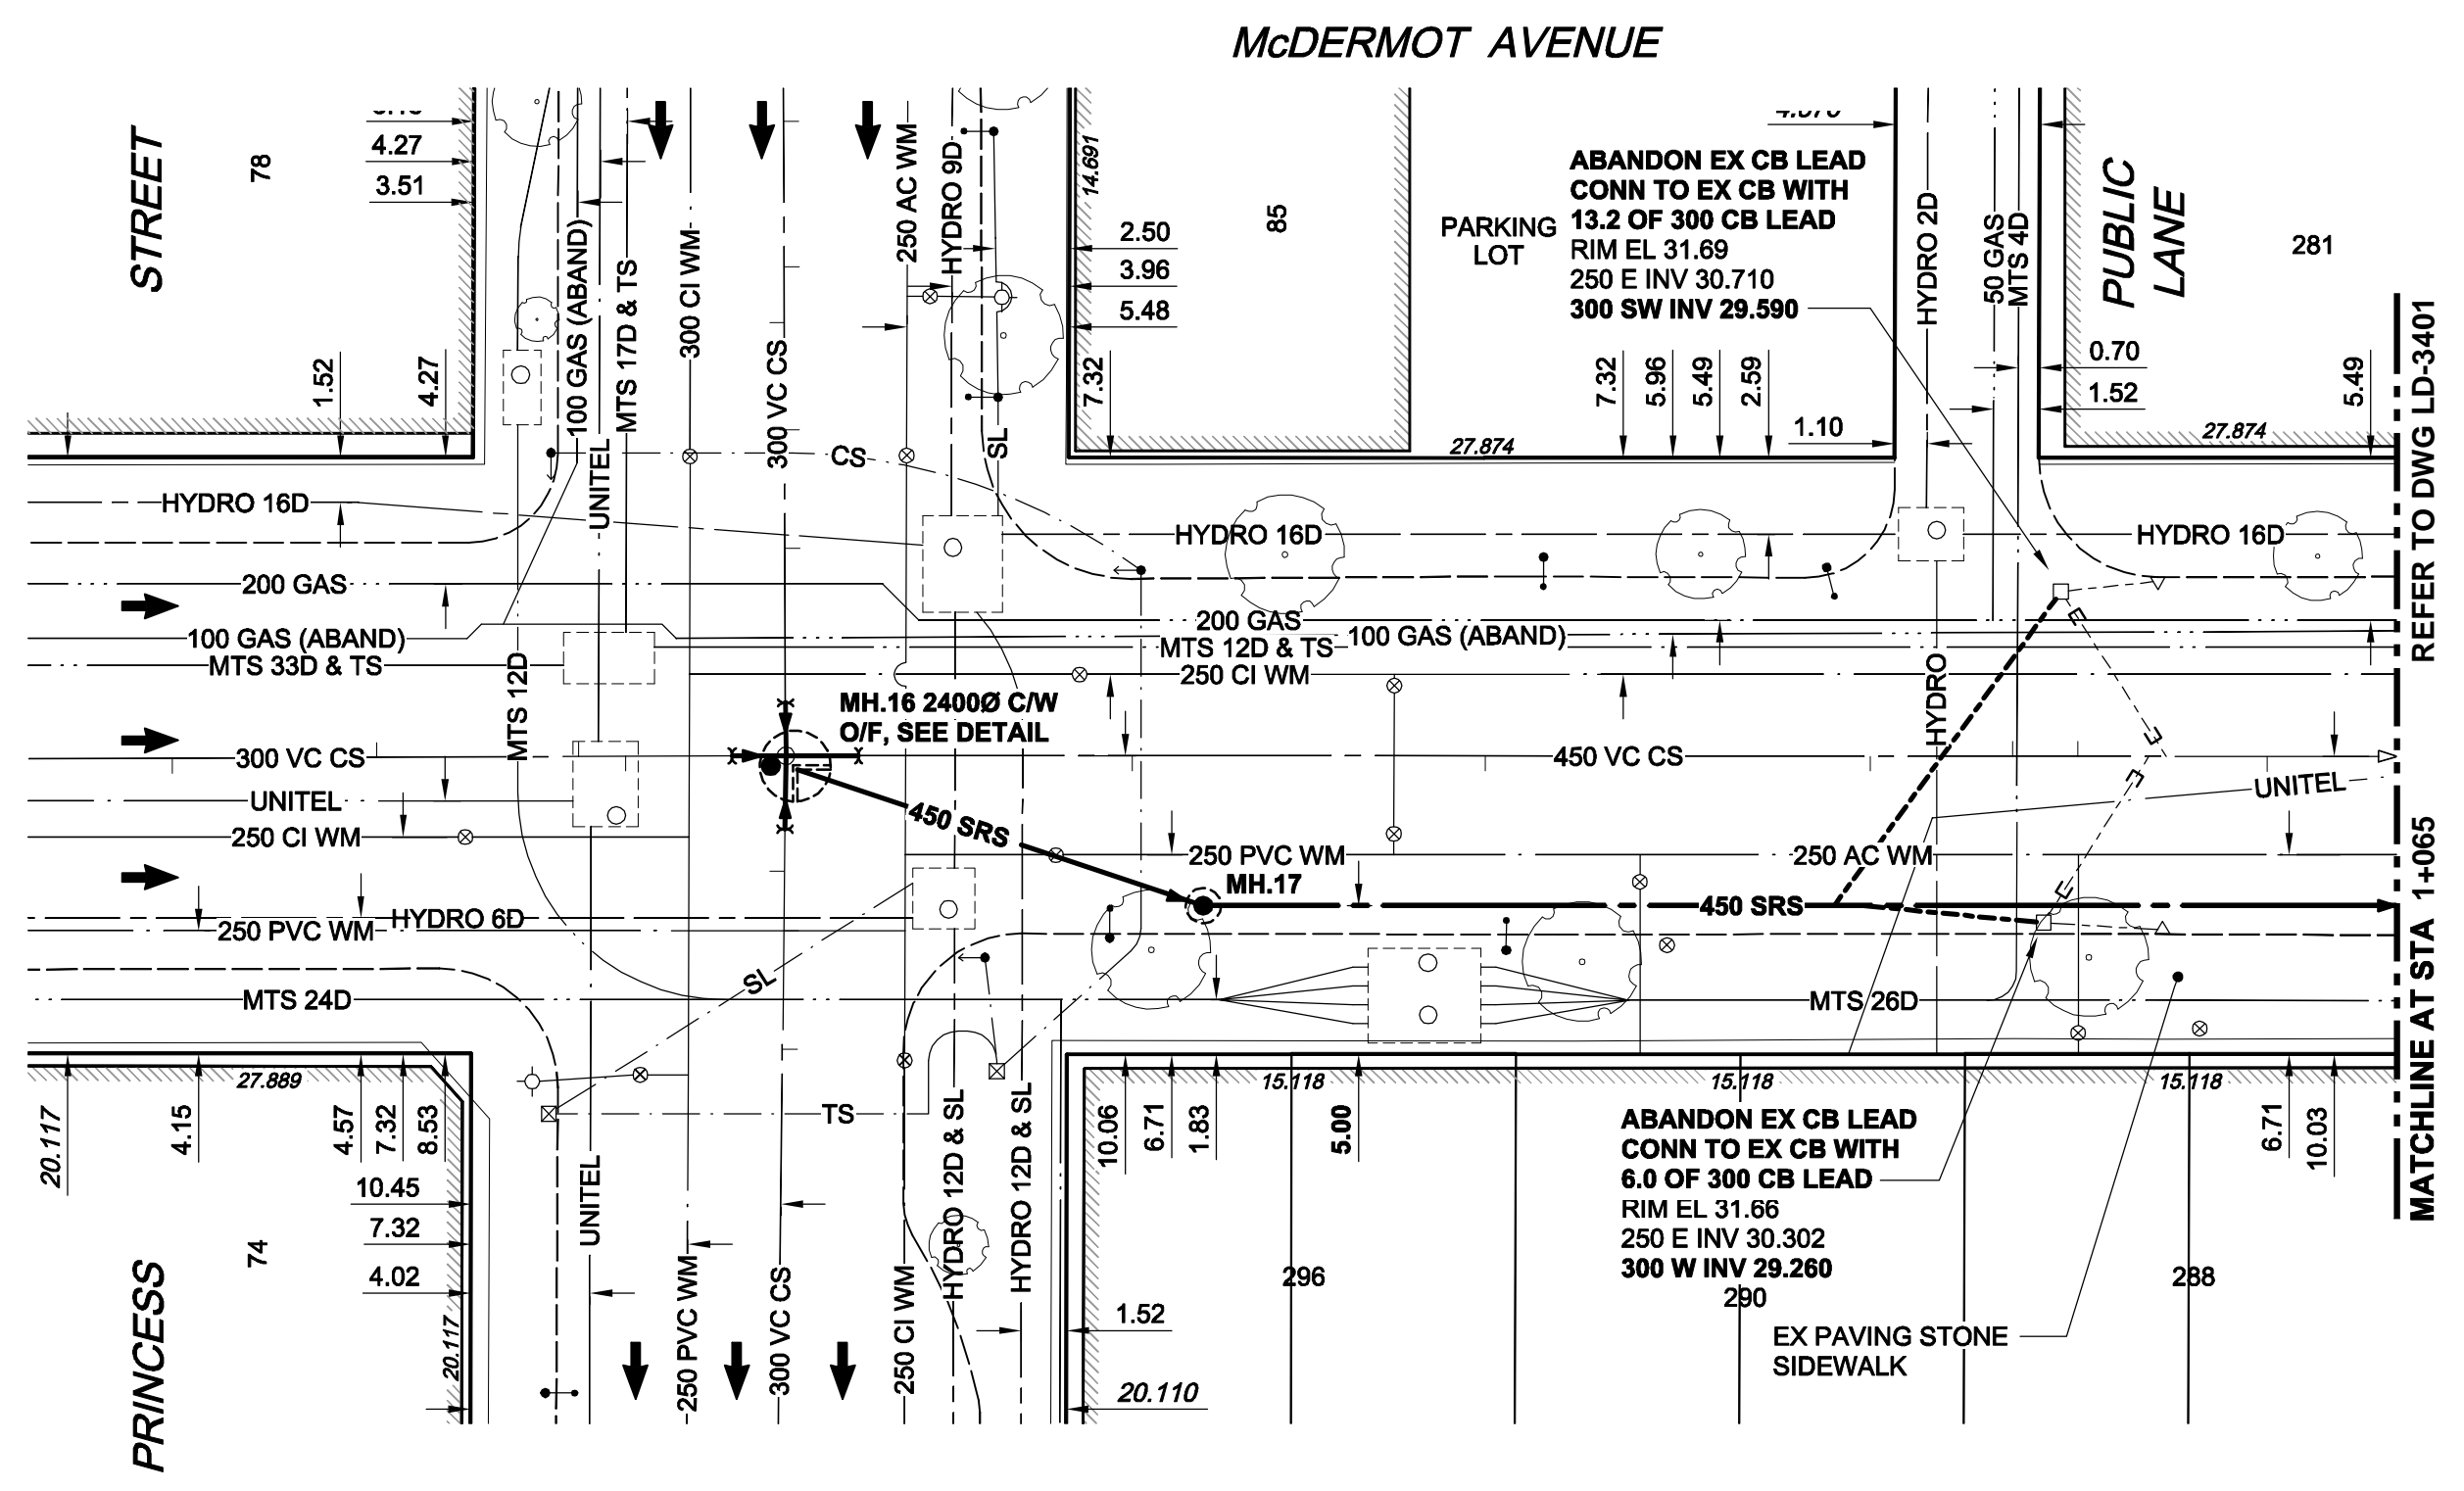 McDERMOT AVENUE
STREET
78
4.27
3.51
100 GAS (ABAND)
MTS 17D & TS
300 CI WM
300 VC CS
250 AC WM
HYDRO 9D
SL
14.691
2.50
3.96
5.48
7.32
85
PARKING
LOT
ABANDON EX CB LEAD
CONN TO EX CB WITH
13.2 OF 300 CB LEAD
RIM EL 31.69
250 E INV 30.710
300 SW INV 29.590
HYDRO 2D
50 GAS
MTS 4D
PUBLIC
LANE
281
0.70
1.52
5.49
1.52
4.27
7.32
5.96
5.49
2.59
1.10
27.874
27.874
REFER TO DWG LD-3401
UNITEL
CS
HYDRO 16D
HYDRO 16D
HYDRO 16D
200 GAS
200 GAS
100 GAS (ABAND)
100 GAS (ABAND)
MTS 12D & TS
MTS 33D & TS
250 CI WM
MTS 12D
HYDRO
MH.16 2400Ø C/W
O/F, SEE DETAIL
300 VC CS
450 VC CS
UNITEL
UNITEL
250 CI WM
450 SRS
250 PVC WM
250 AC WM
MH.17
450 SRS
HYDRO 6D
250 PVC WM
MTS 24D
SL
MTS 26D
MATCHLINE AT STA 1+065
27.889
15.118
15.118
15.118
20.117
4.15
4.57
7.32
8.53
TS
10.06
6.71
1.83
5.00
6.71
10.03
10.45
7.32
4.02
20.117
74
PRINCESS
UNITEL
250 PVC WM
300 VC CS
250 CI WM
HYDRO 12D & SL
HYDRO 12D & SL
1.52
20.110
296
ABANDON EX CB LEAD
CONN TO EX CB WITH
6.0 OF 300 CB LEAD
RIM EL 31.66
250 E INV 30.302
300 W INV 29.260
290
288
EX PAVING STONE
SIDEWALK